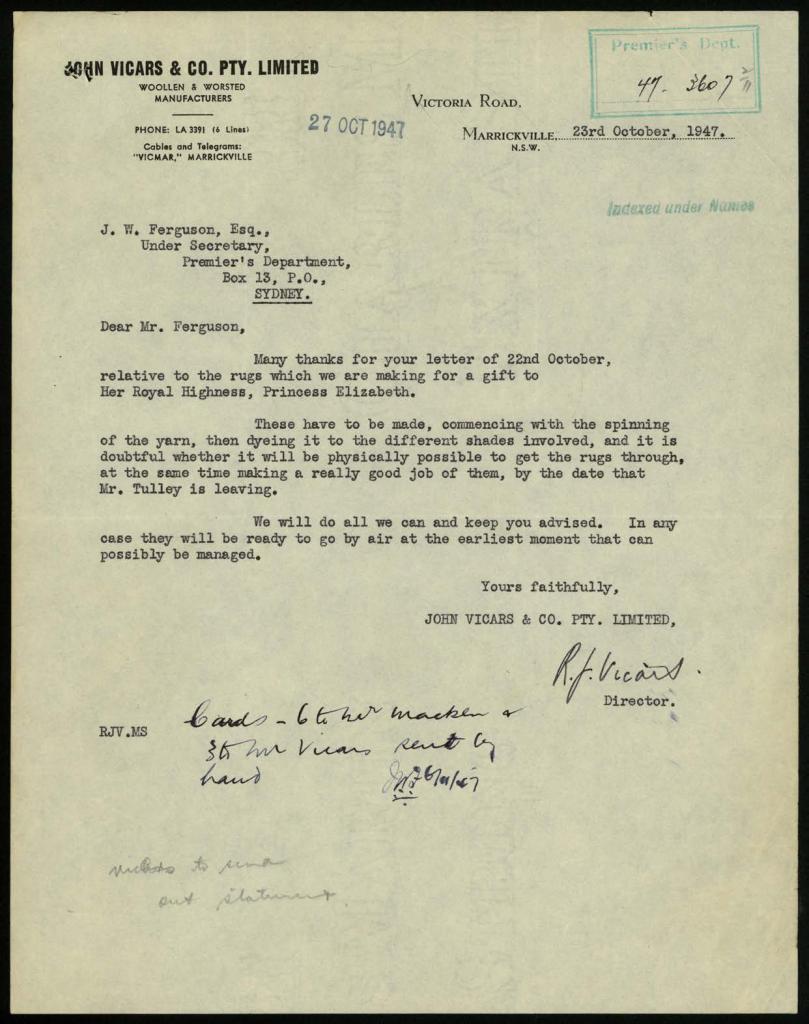 JOHN VICARS & CO. PTY. LIMITED
WOOLLEN & WORSTED
MANUFACTURERS
PHONE: LA 3391 (6 Lines)
Cables and Telegrams:
"VICMAR," MARRICKVILLE
27 OCT 1947
Premier's Dept.
47- 3607
VICTORIA ROAD,
MARRICKVILLE, 23rd October, 1947.
N.S.W.
Indexed under Names
J. W. Ferguson, Esq.,
Under Secretary,
Premier's Department,
Box 13, P.O.,
SYDNEY.
Dear Mr. Ferguson,
Many thanks for your letter of 22nd October,
relative to the rugs which we are making for a gift to
Her Royal Highness, Princess Elizabeth.
These have to be made, commencing with the spinning
of the yarn, then dyeing it to the different shades involved, and it is
doubtful whether it will be physically possible to get the rugs through,
at the same time making a really good job of them, by the date that
Mr. Tulley is leaving.
We will do all we can and keep you advised. In any
case they will be ready to go by air at the earliest moment that can
possibly be managed.
Yours faithfully,
JOHN VICARS & CO. PTY. LIMITED,
R. J. Vicars.
Director.
RJV.MS
Cards - 6 to Mr Macken &
3 to Mr Vicars sent by
hand
to send
out statement.